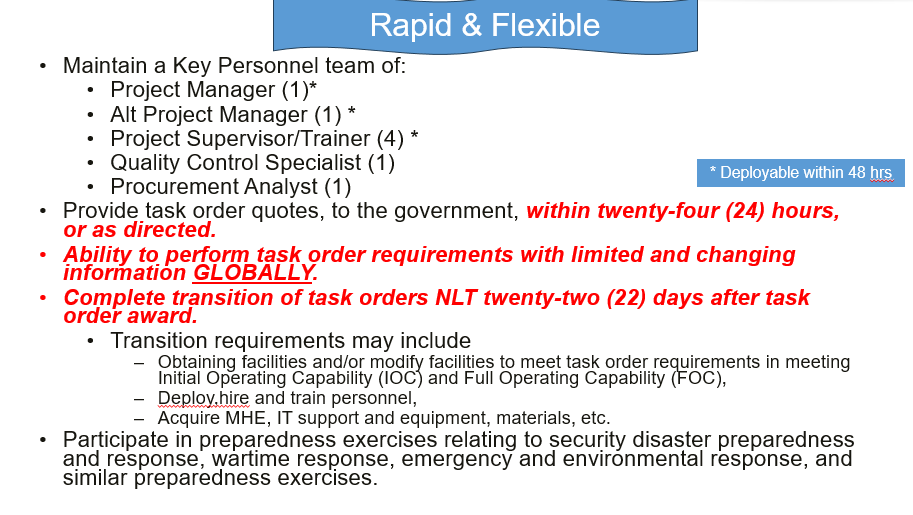 Rapid & Flexible
• Maintain a Key Personnel team of:
• Project Manager (1)*
• Alt Project Manager (1) *
• Project Supervisor/Trainer (4) *
• Quality Control Specialist (1)
• Procurement Analyst (1)
* Deployable within 48 hrs
• Provide task order quotes, to the government, within twenty-four (24) hours,
or as directed.
• Ability to perform task order requirements with limited and changing
information GLOBALLY.
• Complete transition of task orders NLT twenty-two (22) days after task
order award.
• Transition requirements may include
– Obtaining facilities and/or modify facilities to meet task order requirements in meeting
Initial Operating Capability (IOC) and Full Operating Capability (FOC),
– Deploy,hire and train personnel,
– Acquire MHE, IT support and equipment, materials, etc.
• Participate in preparedness exercises relating to security disaster preparedness
and response, wartime response, emergency and environmental response, and
similar preparedness exercises.